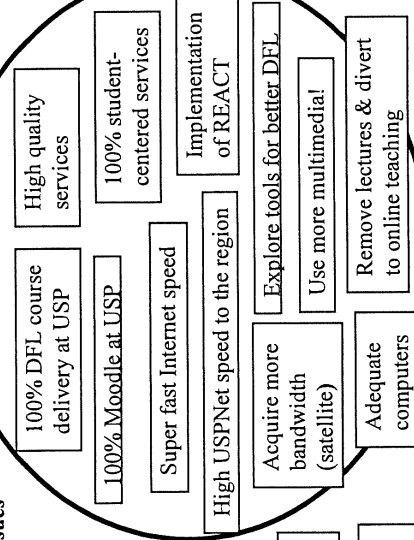 100% DFL course
delivery at USP
High quality
services
100% Moodle at USP
100% student-
centered services
Super fast Internet speed
Implementation
of REACT
High USPNet speed to the region
Explore tools for better DFL
Acquire more
bandwidth
(satellite)
Use more multimedia!
Adequate
computers
Remove lectures & divert
to online teaching